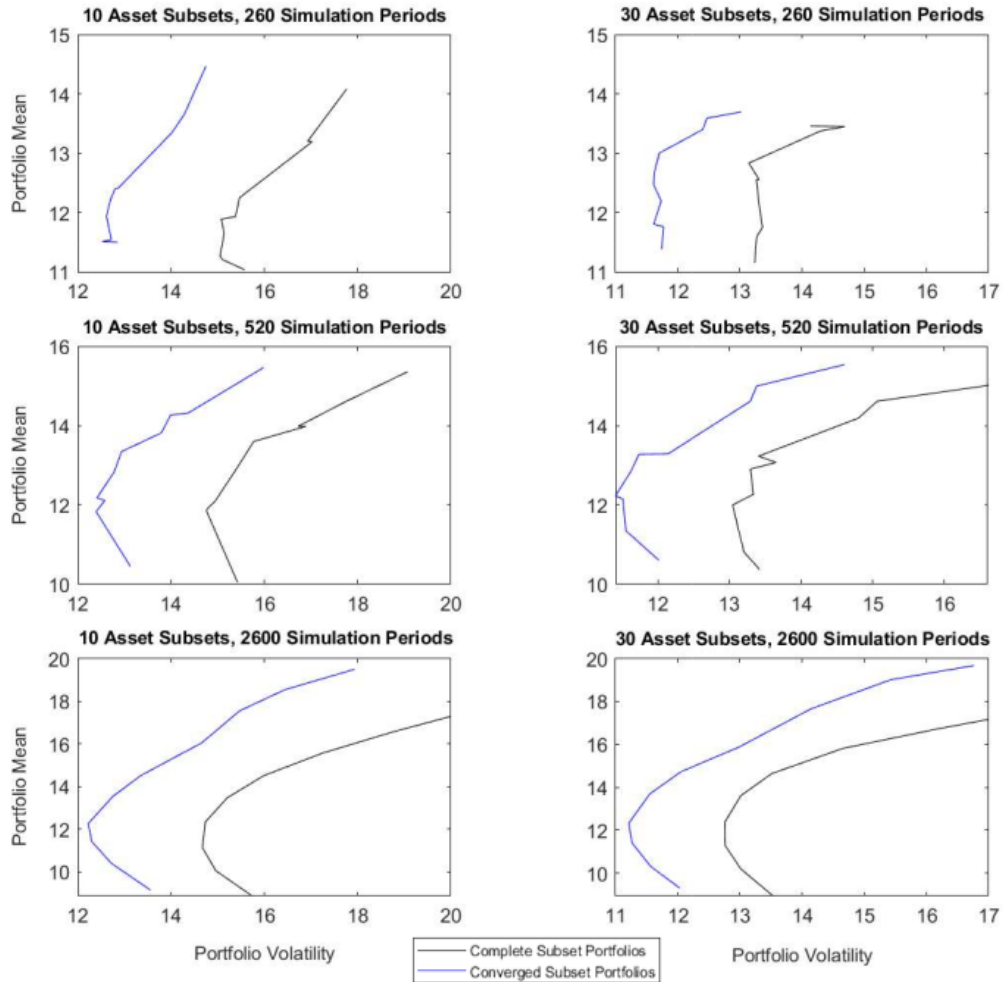 10 Asset Subsets, 260 Simulation Periods
15
14
13
12
11
12 14 16 18 20
Portfolio Mean
30 Asset Subsets, 260 Simulation Periods
15
14
13
12
11
11 12 13 14 15 16 17
10 Asset Subsets, 520 Simulation Periods
16
14
12
10
12 14 16 18 20
Portfolio Mean
30 Asset Subsets, 520 Simulation Periods
16
14
12
10
12 13 14 15 16
10 Asset Subsets, 2600 Simulation Periods
20
18
16
14
12
10
12 14 16 18 20
Portfolio Mean
Portfolio Volatility
30 Asset Subsets, 2600 Simulation Periods
20
18
16
14
12
10
11 12 13 14 15 16 17
Portfolio Volatility
Complete Subset Portfolios
Converged Subset Portfolios